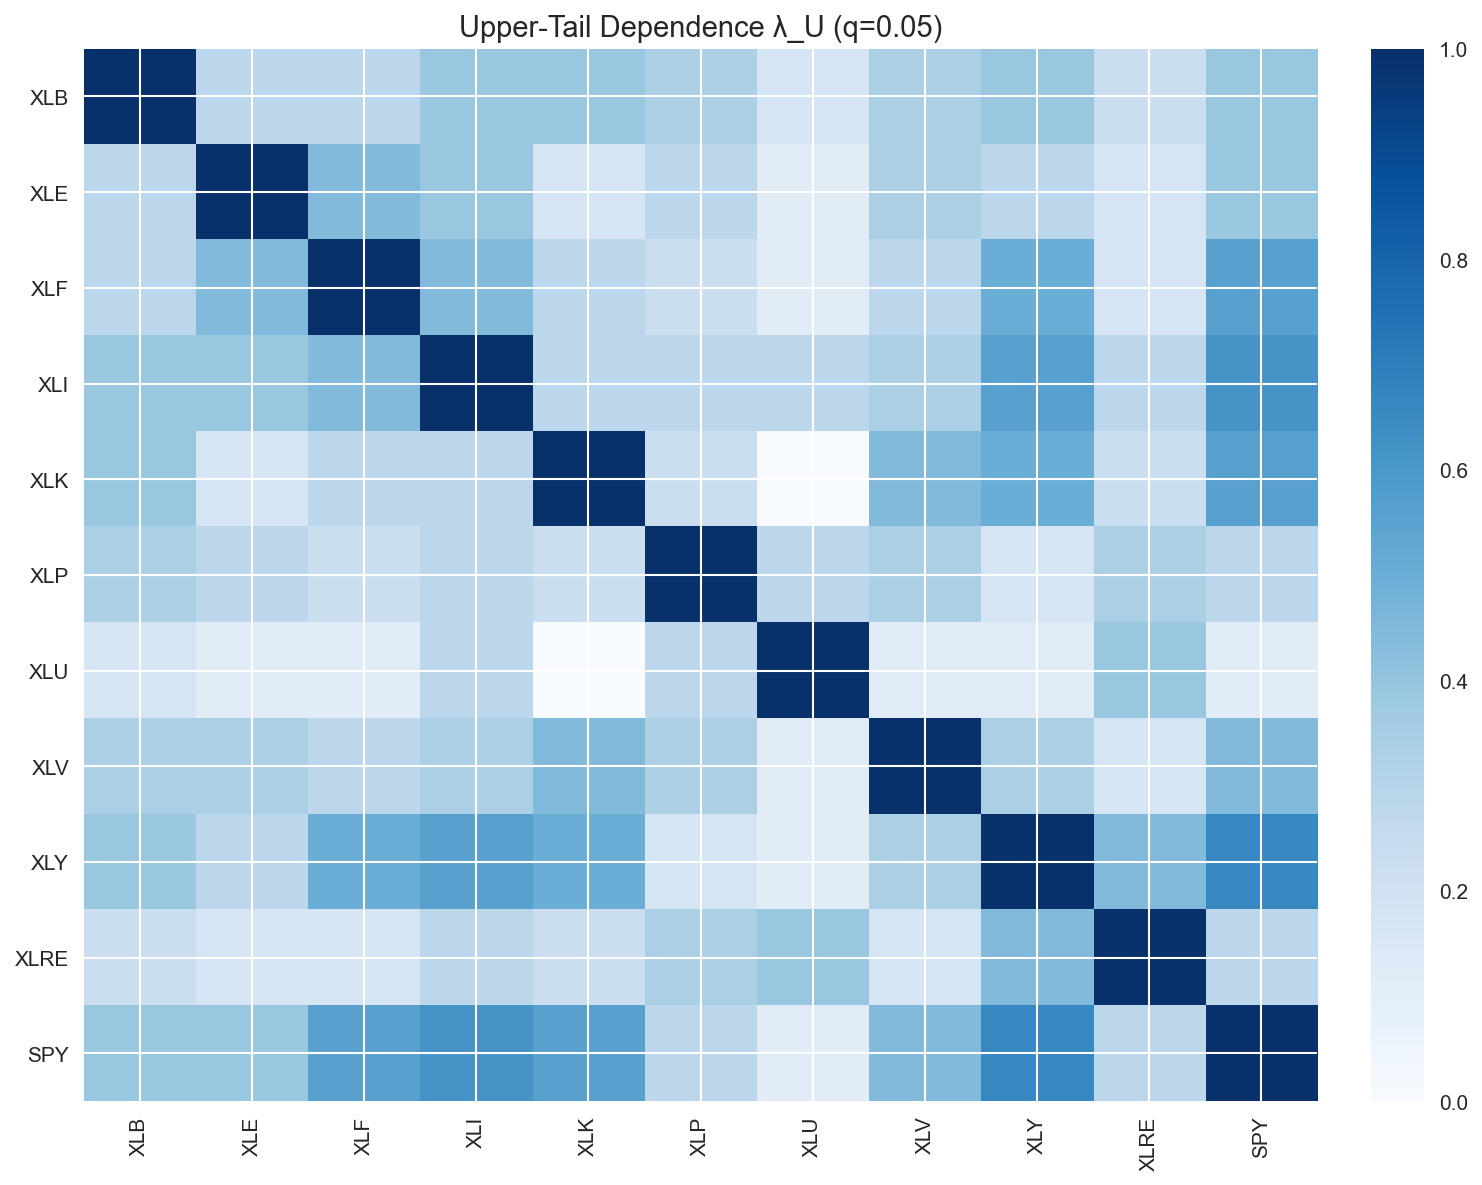 Upper-Tail Dependence λ_U (q=0.05)
XLB
XLE
XLF
XLI
XLK
XLP
XLU
XLV
XLY
XLRE
SPY
XLB
XLE
XLF
XLI
XLK
XLP
XLU
XLV
XLY
XLRE
SPY
1.0
0.8
0.6
0.4
0.2
0.0